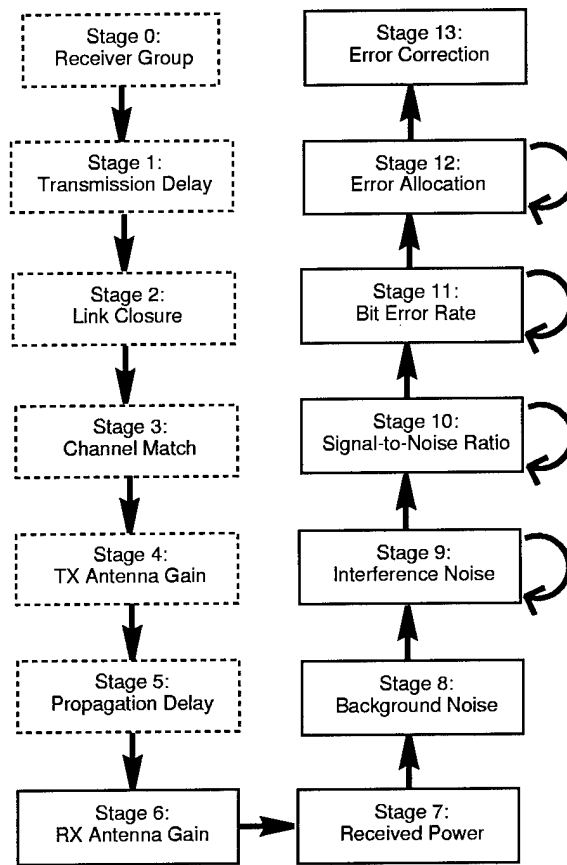 Stage 0:
Receiver Group
Stage 1:
Transmission Delay
Stage 2:
Link Closure
Stage 3:
Channel Match
Stage 4:
TX Antenna Gain
Stage 5:
Propagation Delay
Stage 6:
RX Antenna Gain
Stage 7:
Received Power
Stage 8:
Background Noise
Stage 9:
Interference Noise
Stage 10:
Signal-to-Noise Ratio
Stage 11:
Bit Error Rate
Stage 12:
Error Allocation
Stage 13:
Error Correction